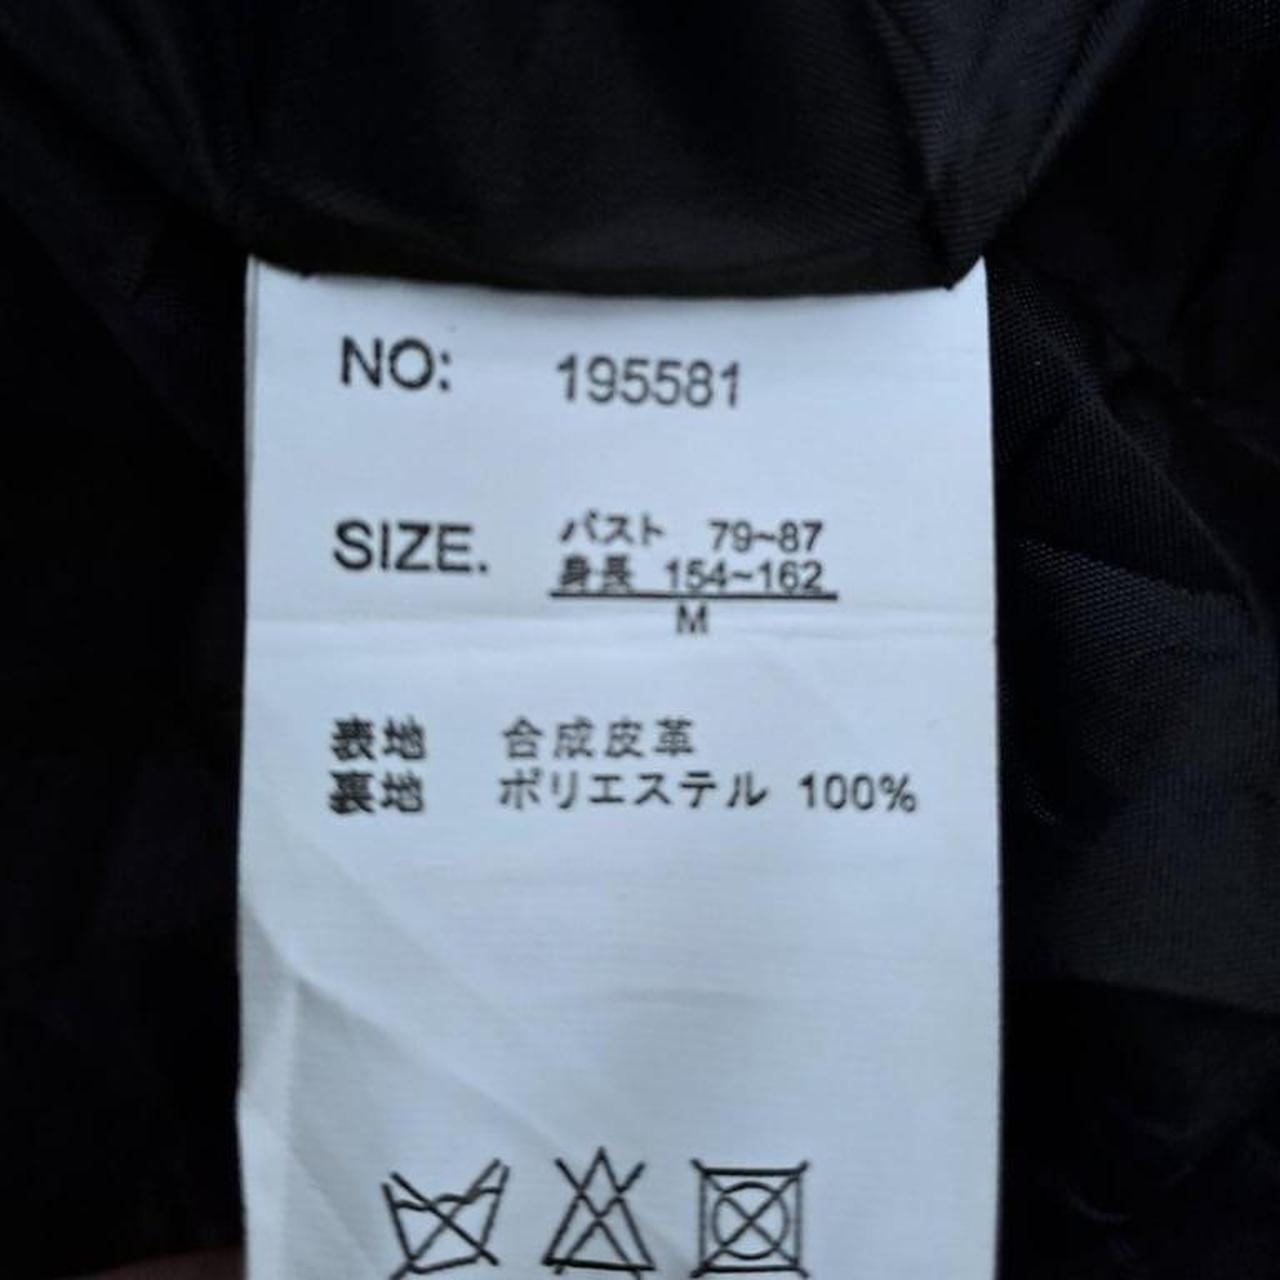 NO: 195581
SIZE. バスト 79~87
身長 154~162
M
表地 合成皮革
裏地 ポリエステル 100%